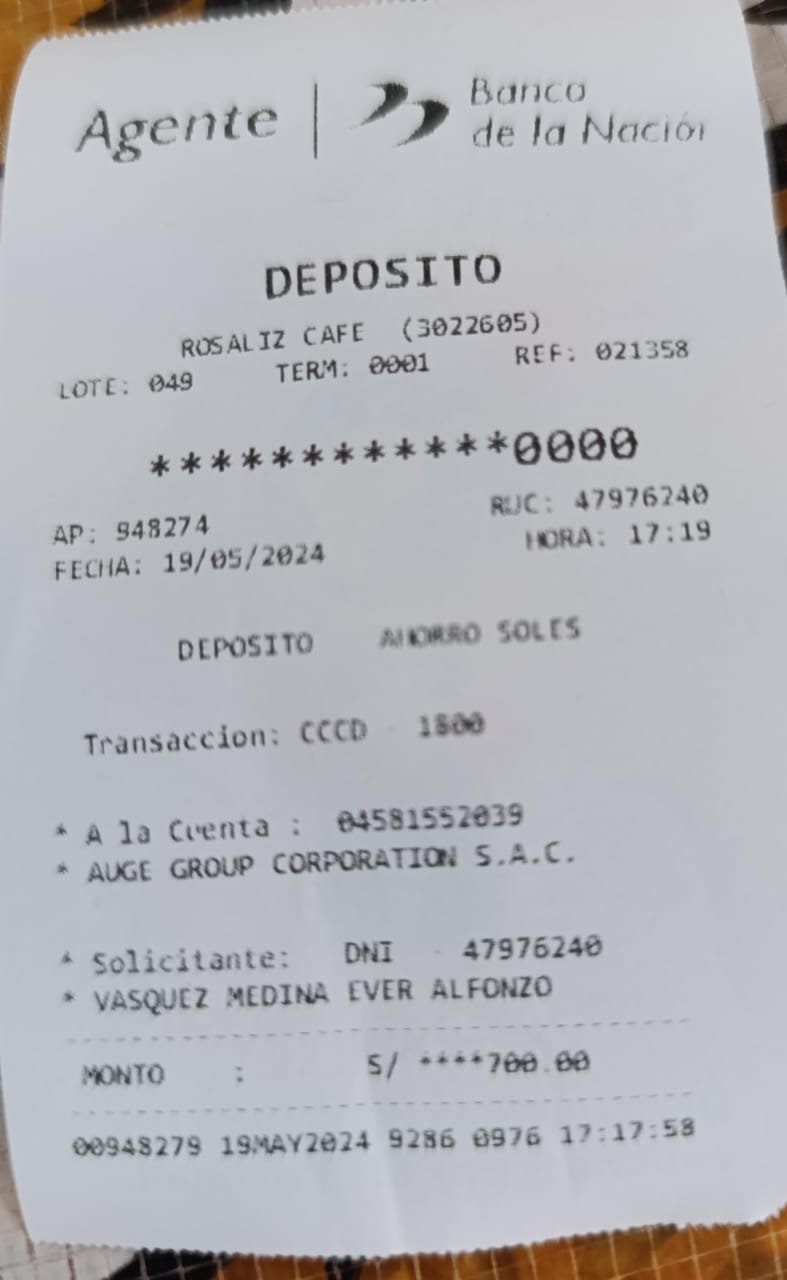 Agente | Banco
de la Nación
DEPOSITO
ROSALIZ CAFE (3022605)
LOTE: 049 TERM: 0001 REF: 021358
************0000
AP: 948274 RUC: 47976240
FECHA: 19/05/2024 HORA: 17:19
DEPOSITO AHORRO SOLES
Transaccion: CCCD - 1800
* A la Cuenta : 04581552039
* AUGE GROUP CORPORATION S.A.C.
* Solicitante: DNI - 47976240
* VASQUEZ MEDINA EVER ALFONZO
MONTO : S/ ****700.00
00948279 19MAY2024 9286 0976 17:17:58